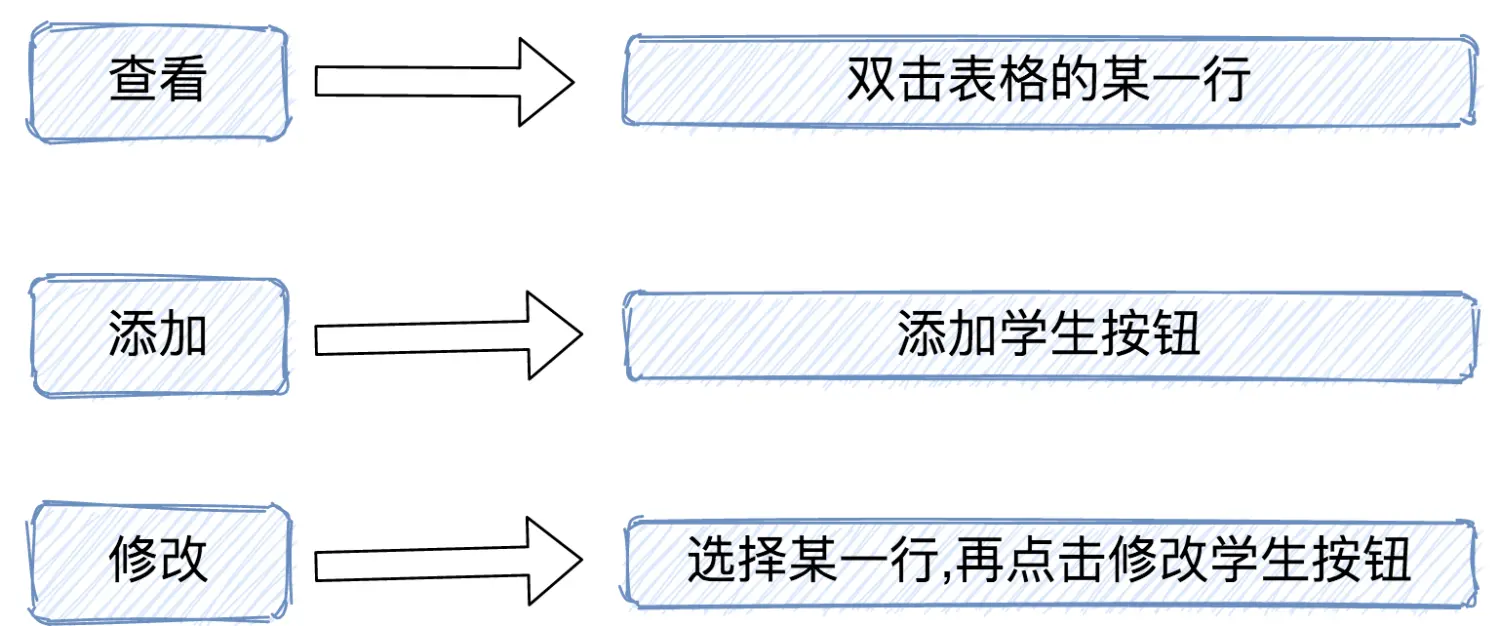 查看
双击表格的某一行
添加
添加学生按钮
修改
选择某一行,再点击修改学生按钮